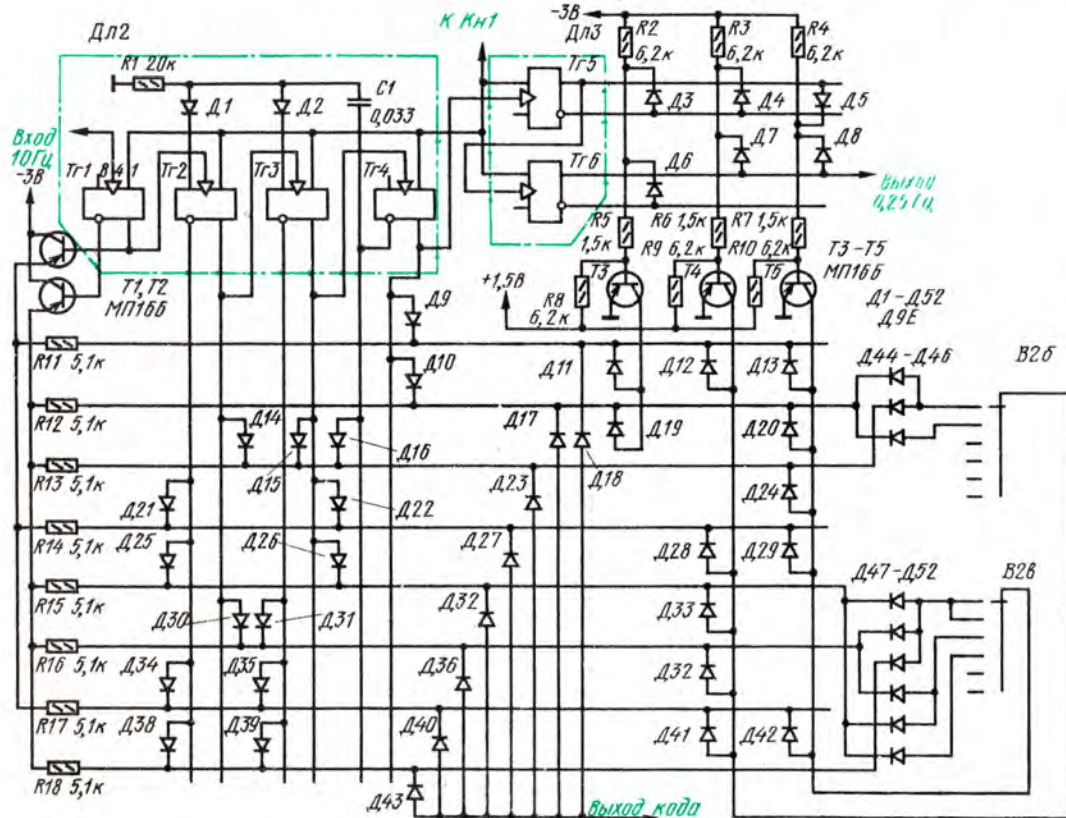 Дл2
К Кн1
-3В
Дл3
R2
6,2к
R3
6,2к
R4
6,2к
R1 20к
С1
0,033
Д1
Д2
Тг5
Д3
Д4
Д5
Вход
10Гц
-3В
Тг1
8 4 1
Тг2
Тг3
Тг4
Тг6
Д6
Д7
Д8
Выход
0,25Гц
R5
1,5к
R6 1,5к
R7 1,5к
R9 6,2к
R10 6,2к
Т1, Т2
МП16Б
+1,5В
R8
6,2к
Т3
Т4
Т5
Т3-Т5
МП16Б
Д1-Д52
Д9Е
Д9
R11 5,1к
Д10
Д11
Д12
Д13
Д44-Д46
В2б
R12 5,1к
Д14
Д15
Д16
Д17
Д18
Д19
Д20
R13 5,1к
Д21
Д22
Д23
Д24
R14 5,1к
Д25
Д26
Д27
Д28
Д29
Д47-Д52
В2в
R15 5,1к
Д30
Д31
Д32
Д33
R16 5,1к
Д34
Д35
Д36
Д32
R17 5,1к
Д38
Д39
Д40
Д41
Д42
R18 5,1к
Д43
Выход кода